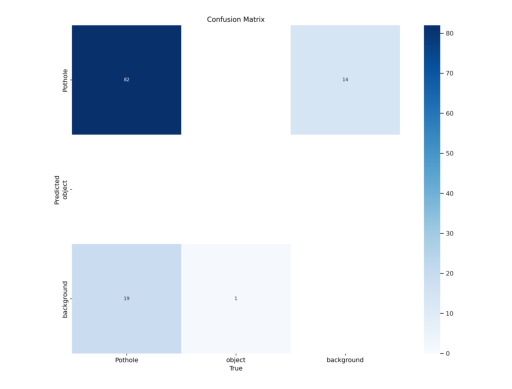 Confusion Matrix
Pothole
82
14
Predicted
object
background
19
1
Pothole
object
background
True
80
70
60
50
40
30
20
10
0